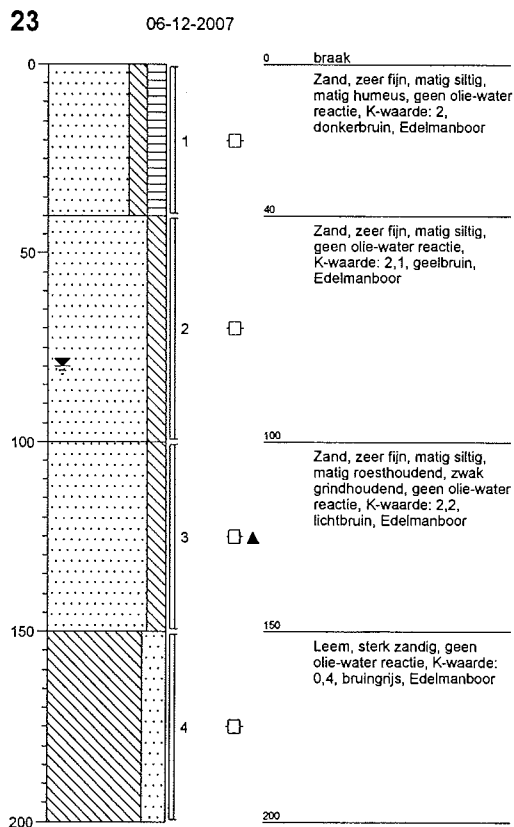 23 06-12-2007
0
0 braak
Zand, zeer fijn, matig siltig,
matig humeus, geen olie-water
reactie, K-waarde: 2,
donkerbruin, Edelmanboor
1
40
Zand, zeer fijn, matig siltig,
geen olie-water reactie,
K-waarde: 2,1, geelbruin,
Edelmanboor
50
2
100
100
Zand, zeer fijn, matig siltig,
matig roesthoudend, zwak
grindhoudend, geen olie-water
reactie, K-waarde: 2,2,
lichtbruin, Edelmanboor
3
150
150
Leem, sterk zandig, geen
olie-water reactie, K-waarde:
0,4, bruingrijs, Edelmanboor
4
200
200